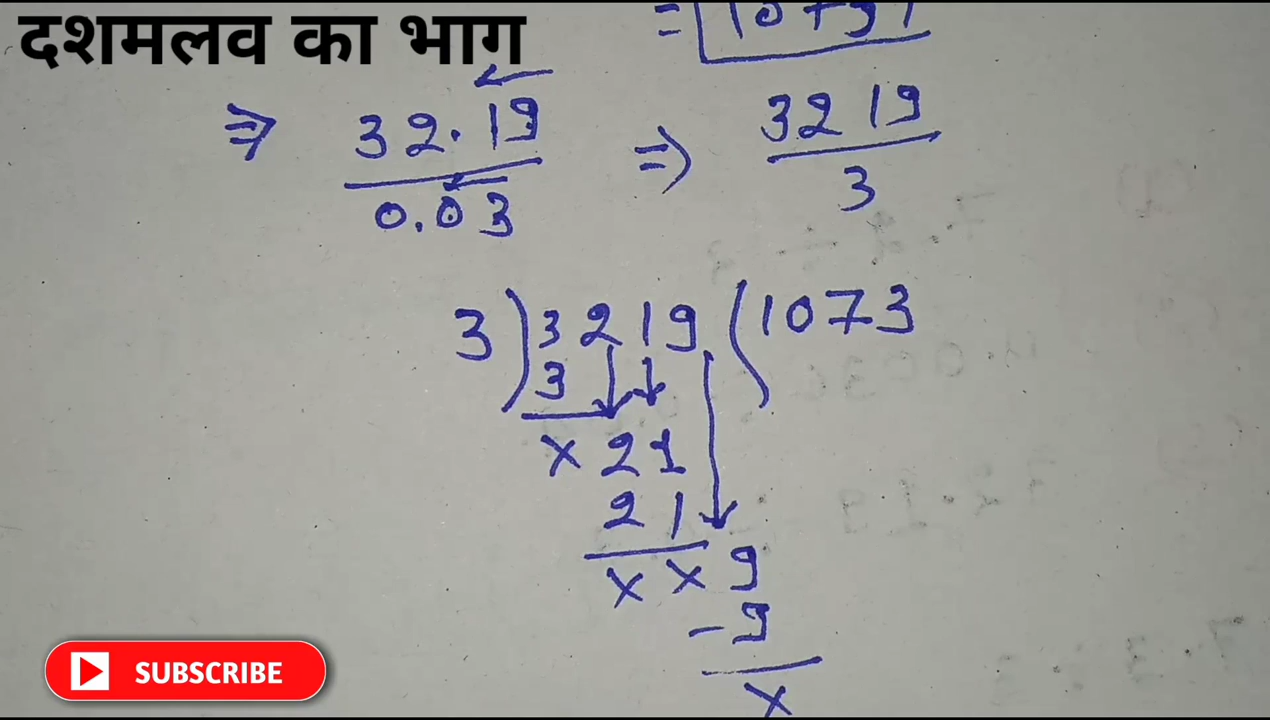 दशमलव का भाग
=
⇒ 32.19 / 0.03 ⇒ 3219 / 3
3 ) 3219 ( 1073
3
× 21
21
× × 9
- 9
×
SUBSCRIBE